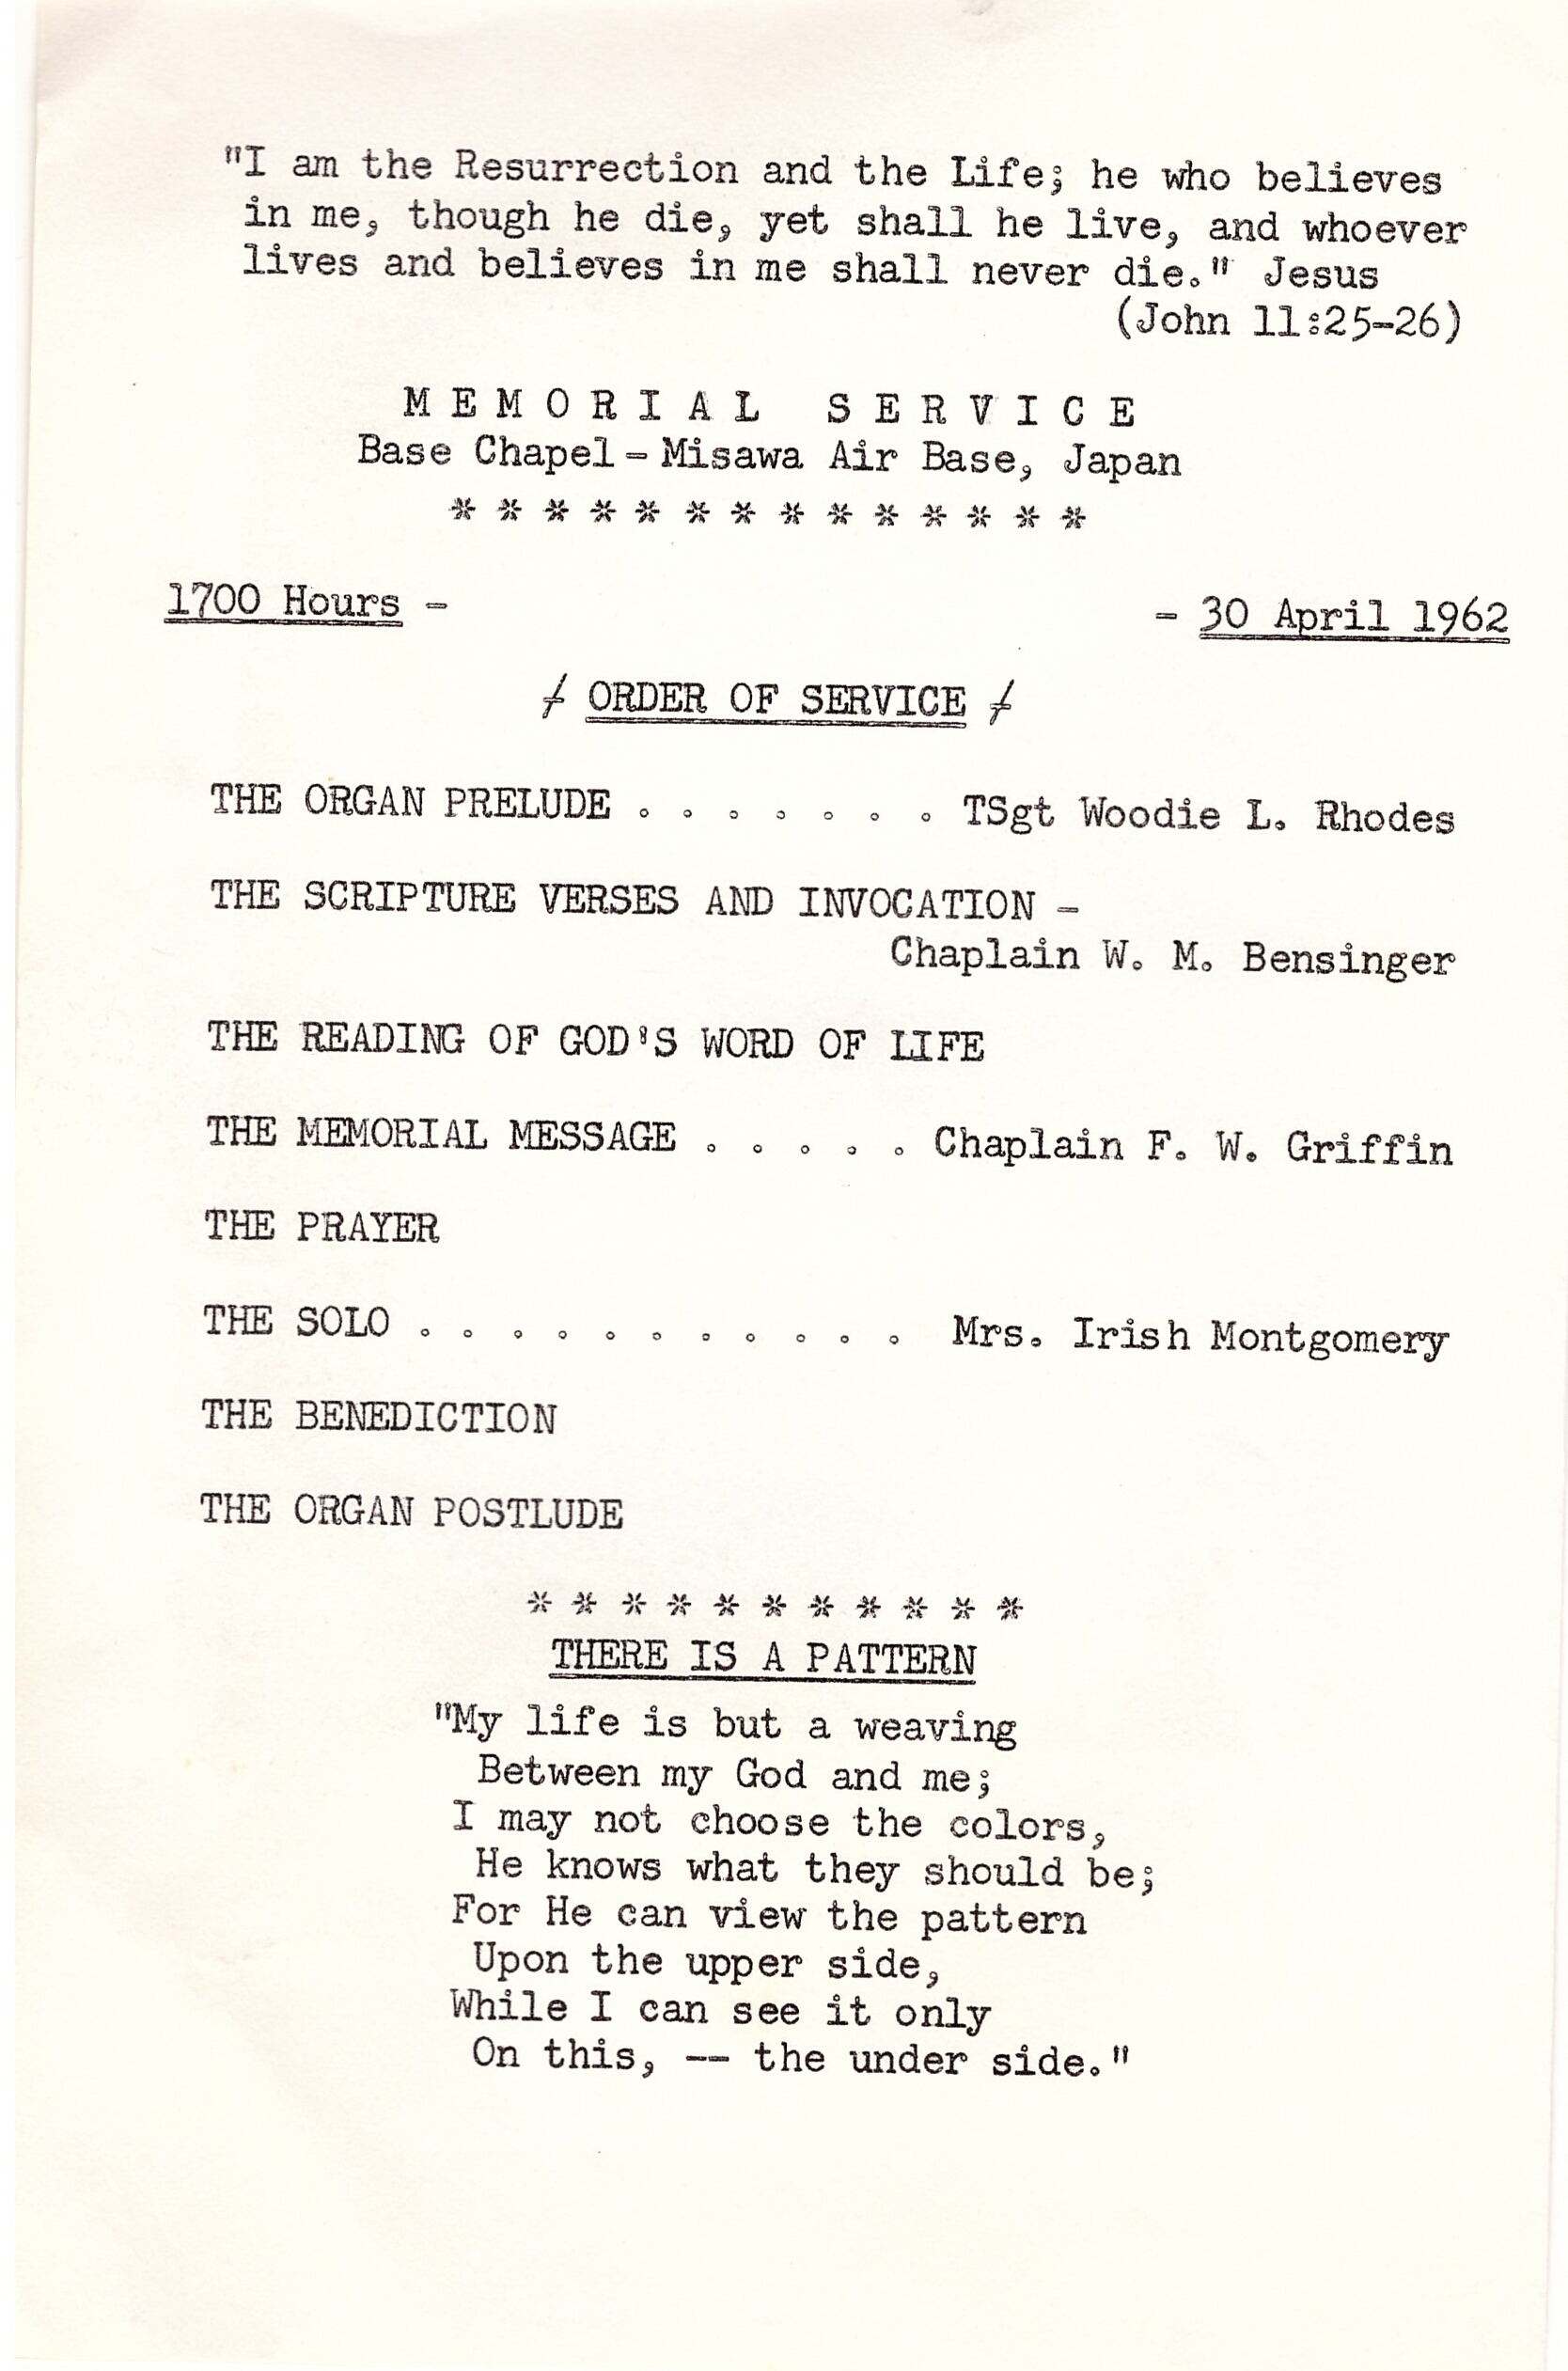 "I am the Resurrection and the Life; he who believes
in me, though he die, yet shall he live, and whoever
lives and believes in me shall never die." Jesus
(John 11:25-26)
M E M O R I A L   S E R V I C E
Base Chapel - Misawa Air Base, Japan
* * * * * * * * * * * * * *
1700 Hours - - 30 April 1962
/ ORDER OF SERVICE /
THE ORGAN PRELUDE . . . . . . . TSgt Woodie L. Rhodes
THE SCRIPTURE VERSES AND INVOCATION -
Chaplain W. M. Bensinger
THE READING OF GOD'S WORD OF LIFE
THE MEMORIAL MESSAGE . . . . . Chaplain F. W. Griffin
THE PRAYER
THE SOLO . . . . . . . . . . . Mrs. Irish Montgomery
THE BENEDICTION
THE ORGAN POSTLUDE
* * * * * * * * * * *
THERE IS A PATTERN
"My life is but a weaving
Between my God and me;
I may not choose the colors,
He knows what they should be;
For He can view the pattern
Upon the upper side,
While I can see it only
On this, -- the under side."